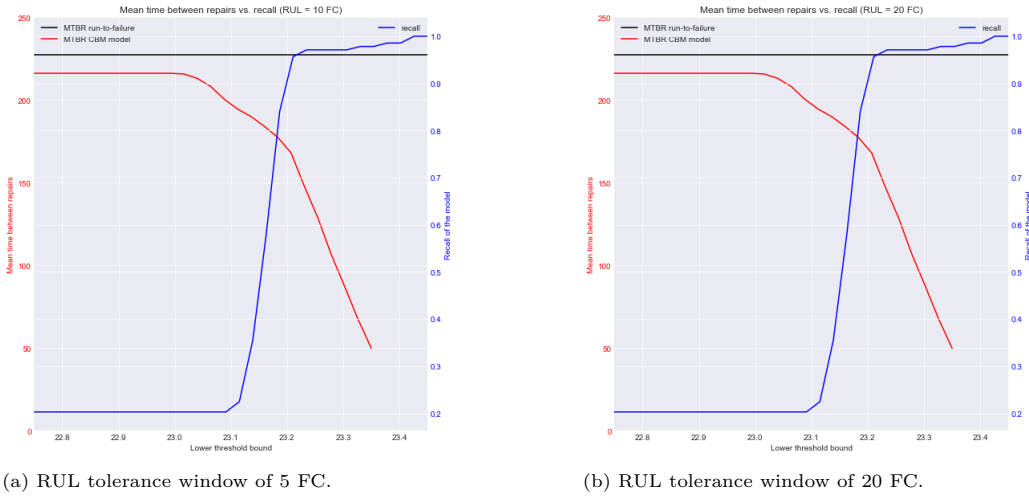 Mean time between repairs vs. recall (RUL = 10 FC)
250
200
150
100
50
0
Mean time between repairs
MTBR run-to-failure
MTBR CBM model
recall
1.0
0.9
0.8
0.7
0.6
0.5
0.4
0.3
0.2
Recall of the model
22.8 22.9 23.0 23.1 23.2 23.3 23.4
Lower threshold bound
(a) RUL tolerance window of 5 FC.
Mean time between repairs vs. recall (RUL = 20 FC)
250
200
150
100
50
0
Mean time between repairs
MTBR run-to-failure
MTBR CBM model
recall
1.0
0.9
0.8
0.7
0.6
0.5
0.4
0.3
0.2
Recall of the model
22.8 22.9 23.0 23.1 23.2 23.3 23.4
Lower threshold bound
(b) RUL tolerance window of 20 FC.